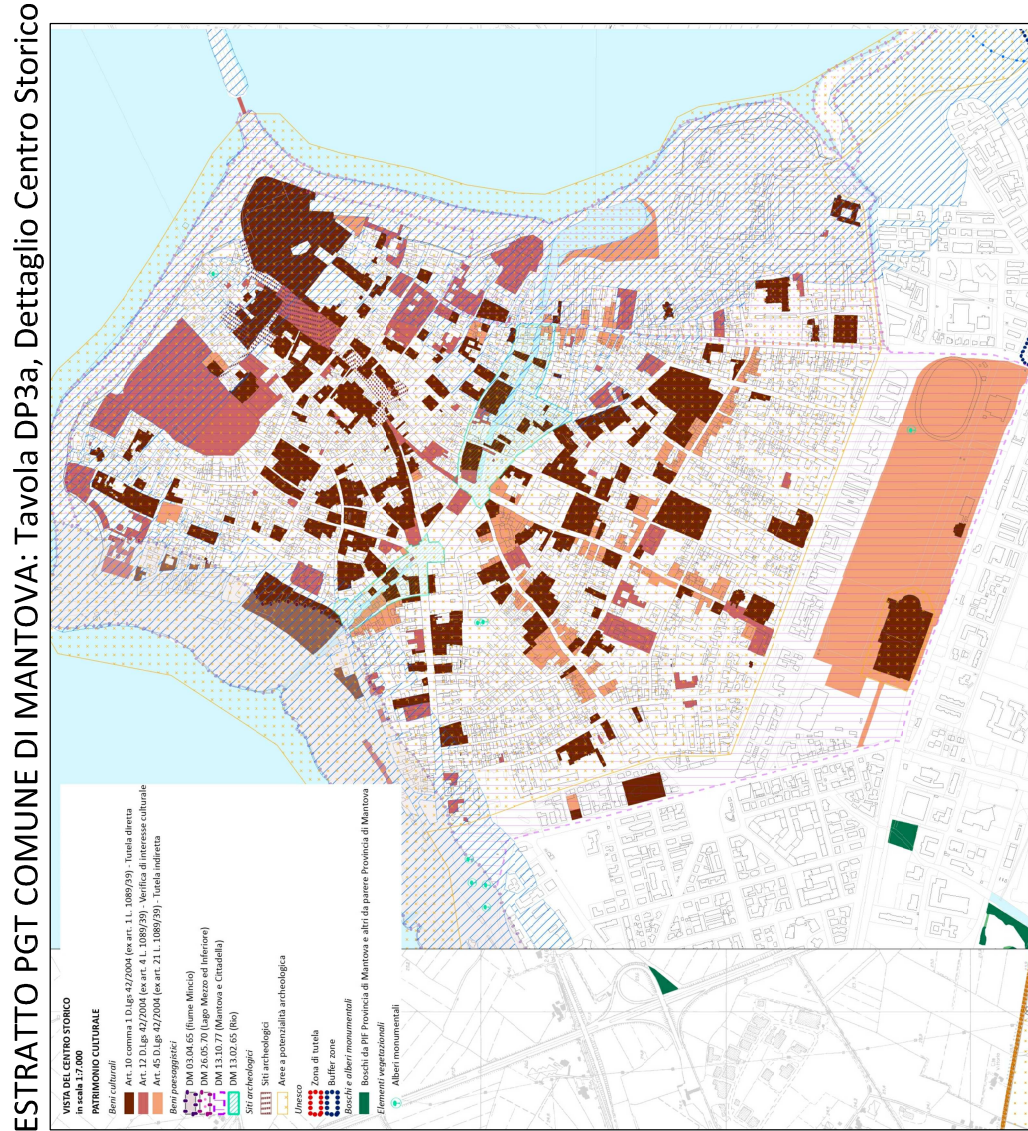 ESTRATTO PGT COMUNE DI MANTOVA: Tavola DP3a, Dettaglio Centro Storico
VISTA DEL CENTRO STORICO
in scala 1:7.000
PATRIMONIO CULTURALE
Beni culturali
Art. 10 comma 1 D.Lgs 42/2004 (ex art. 1 L. 1089/39) - Tutela diretta
Art. 12 D.Lgs 42/2004 (ex art. 4 L. 1089/39) - Verifica di interesse culturale
Art. 45 D.Lgs 42/2004 (ex art. 21 L. 1089/39) - Tutela indiretta
Beni paesaggistici
DM 03.04.65 (fiume Mincio)
DM 26.05.70 (Lago Mezzo ed Inferiore)
DM 13.10.77 (Mantova e Cittadella)
DM 13.02.65 (Rio)
Siti archeologici
Siti archeologici
Aree a potenzialità archeologica
Unesco
Zona di tutela
Buffer zone
Boschi e alberi monumentali
Boschi da PIF Provincia di Mantova e altri da parere Provincia di Mantova
Elementi vegetazionali
Alberi monumentali